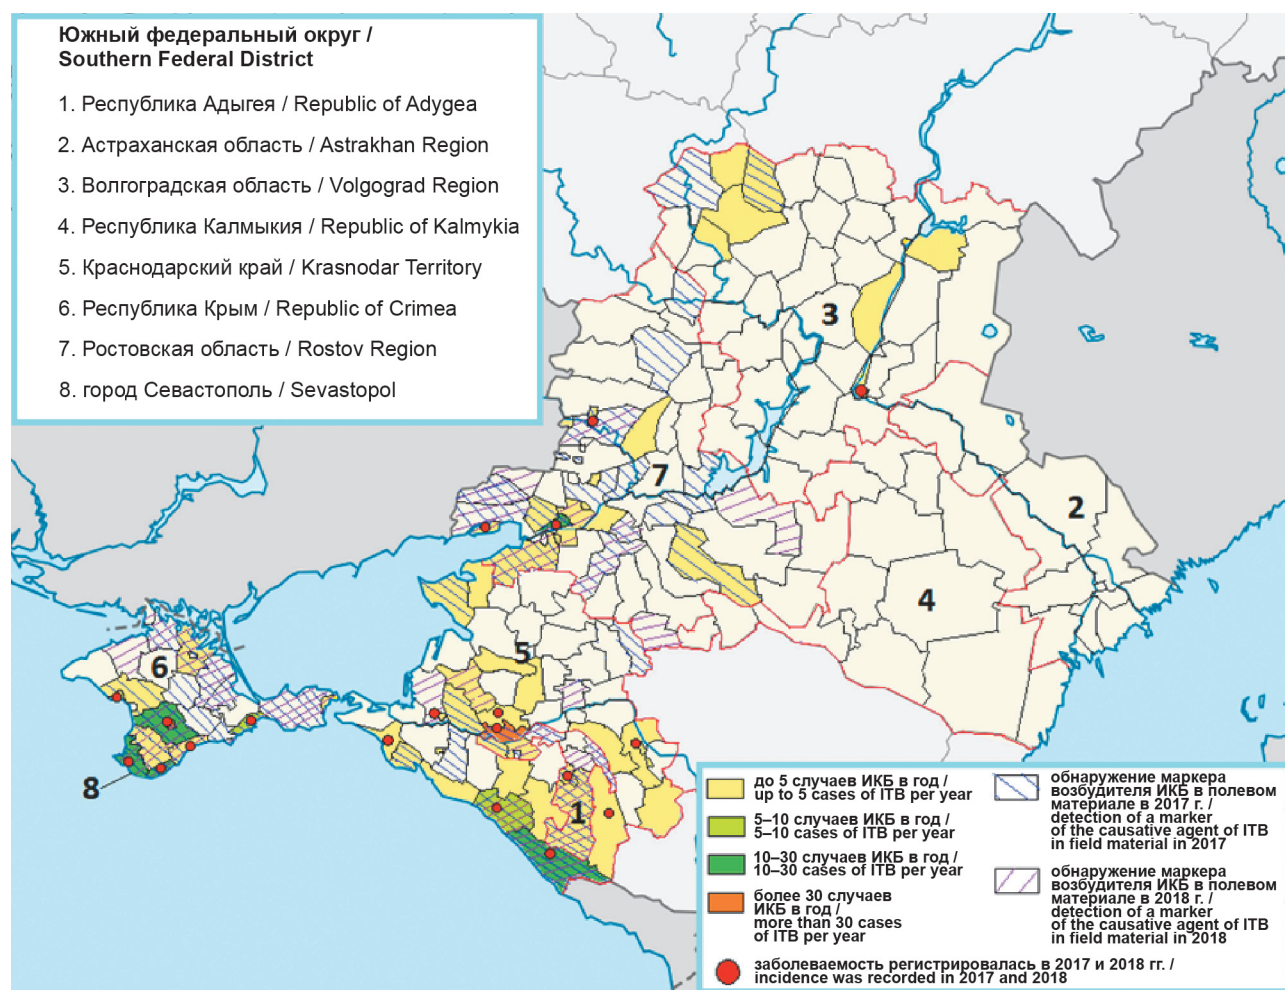 Южный федеральный округ /
Southern Federal District
1. Республика Адыгея / Republic of Adygea
2. Астраханская область / Astrakhan Region
3. Волгоградская область / Volgograd Region
4. Республика Калмыкия / Republic of Kalmykia
5. Краснодарский край / Krasnodar Territory
6. Республика Крым / Republic of Crimea
7. Ростовская область / Rostov Region
8. город Севастополь / Sevastopol
3
7
2
4
5
6
8
1
до 5 случаев ИКБ в год /
up to 5 cases of ITB per year
5–10 случаев ИКБ в год /
5–10 cases of ITB per year
10–30 случаев ИКБ в год /
10–30 cases of ITB per year
более 30 случаев
ИКБ в год /
more than 30 cases
of ITB per year
обнаружение маркера
возбудителя ИКБ в полевом
материале в 2017 г. /
detection of a marker
of the causative agent of ITB
in field material in 2017
обнаружение маркера
возбудителя ИКБ в полевом
материале в 2018 г. /
detection of a marker
of the causative agent of ITB
in field material in 2018
заболеваемость регистрировалась в 2017 и 2018 гг. /
incidence was recorded in 2017 and 2018